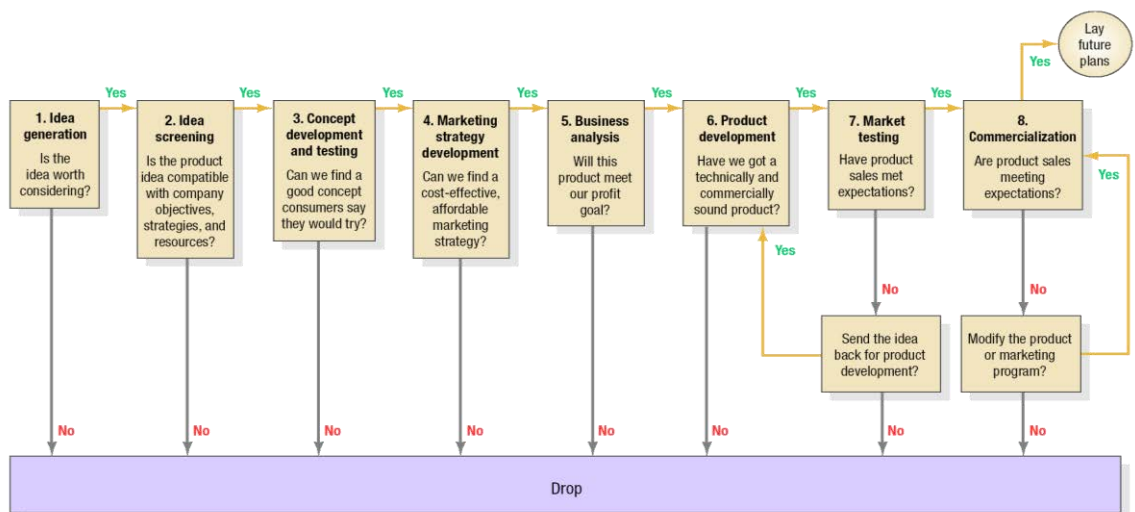 Lay
future
plans
Yes
Yes
Yes
Yes
Yes
Yes
Yes
Yes
1. Idea
generation
Is the
idea worth
considering?
2. Idea
screening
Is the product
idea compatible
with company
objectives,
strategies, and
resources?
3. Concept
development
and testing
Can we find a
good concept
consumers say
they would try?
4. Marketing
strategy
development
Can we find a
cost-effective,
affordable
marketing
strategy?
5. Business
analysis
Will this
product meet
our profit
goal?
6. Product
development
Have we got a
technically and
commercially
sound product?
7. Market
testing
Have product
sales met
expectations?
8.
Commercialization
Are product sales
meeting
expectations?
Yes
Yes
No
No
Send the idea
back for product
development?
Modify the product
or marketing
program?
No
No
No
No
No
No
No
No
Drop